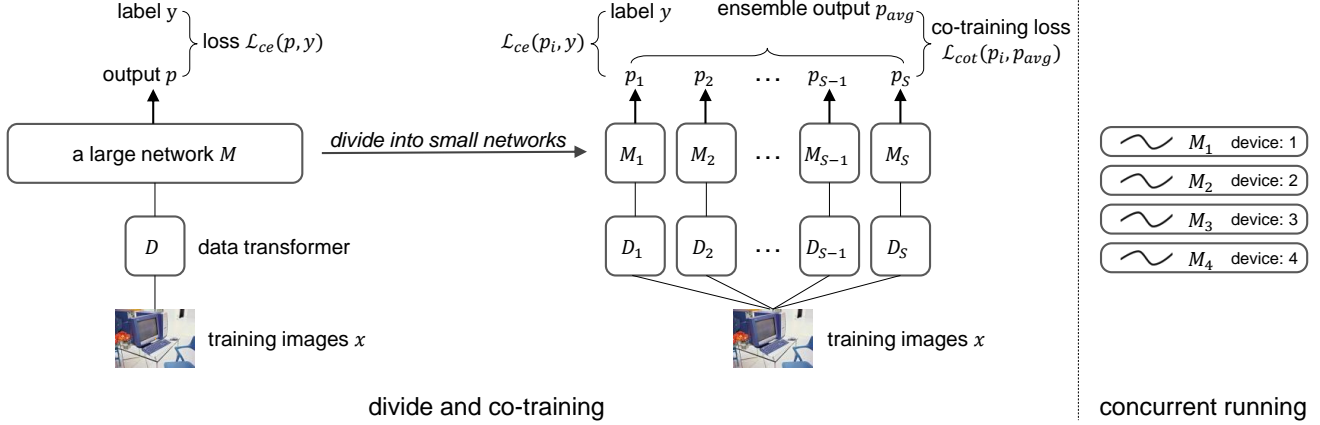 label y
loss ℒ_ce(p, y)
output p
a large network M
D
data transformer
training images x
divide into small networks
label y
ℒ_ce(p_i, y)
ensemble output p_avg
co-training loss
ℒ_cot(p_i, p_avg)
p_1 p_2 ... p_{S−1} p_S
M_1 M_2 ... M_{S−1} M_S
D_1 D_2 ... D_{S−1} D_S
training images x
divide and co-training
M_1 device: 1
M_2 device: 2
M_3 device: 3
M_4 device: 4
concurrent running